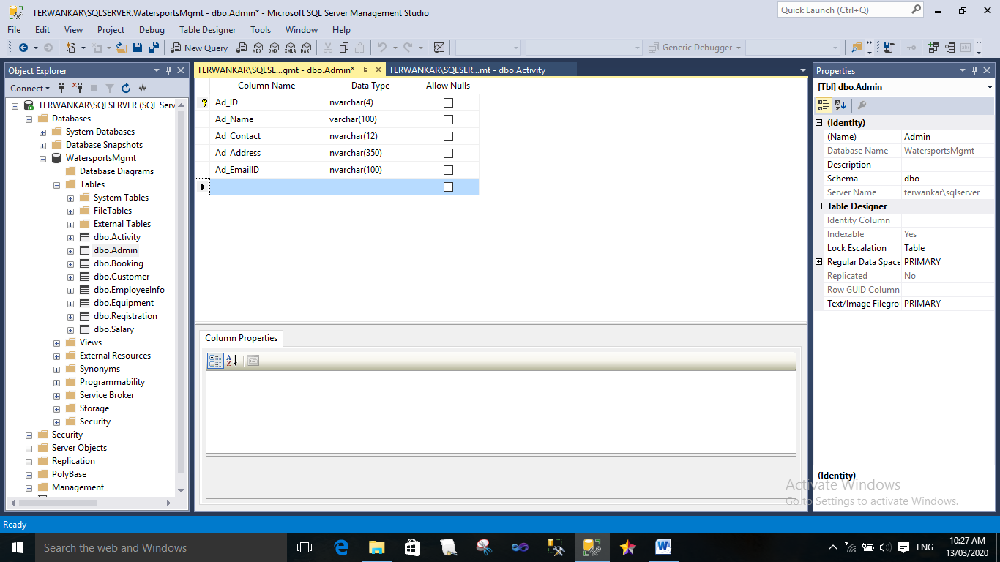 TERWANKAR\SQLSERVER.WatersportsMgmt - dbo.Admin* - Microsoft SQL Server Management Studio
Quick Launch (Ctrl+Q)
File Edit View Project Debug Table Designer Tools Window Help
New Query MDX DMX XMLA DAX Generic Debugger
Object Explorer
Connect
TERWANKAR\SQLSERVER (SQL Serv
Databases
System Databases
Database Snapshots
WatersportsMgmt
Database Diagrams
Tables
System Tables
FileTables
External Tables
dbo.Activity
dbo.Admin
dbo.Booking
dbo.Customer
dbo.EmployeeInfo
dbo.Equipment
dbo.Registration
dbo.Salary
Views
External Resources
Synonyms
Programmability
Service Broker
Storage
Security
Security
Server Objects
Replication
PolyBase
Management
TERWANKAR\SQLSE...gmt - dbo.Admin* TERWANKAR\SQLSER...mt - dbo.Activity
Column Name Data Type Allow Nulls
Ad_ID nvarchar(4)
Ad_Name varchar(100)
Ad_Contact nvarchar(12)
Ad_Address nvarchar(350)
Ad_EmailID nvarchar(100)
Column Properties
Properties
[Tbl] dbo.Admin
(Identity)
(Name) Admin
Database Name WatersportsMgmt
Description
Schema dbo
Server Name terwankar\sqlserver
Table Designer
Identity Column
Indexable Yes
Lock Escalation Table
Regular Data Space PRIMARY
Replicated No
Row GUID Column
Text/Image Filegrou PRIMARY
(Identity)
Activate Windows
Go to Settings to activate Windows.
Ready
Search the web and Windows
ENG
10:27 AM
13/03/2020